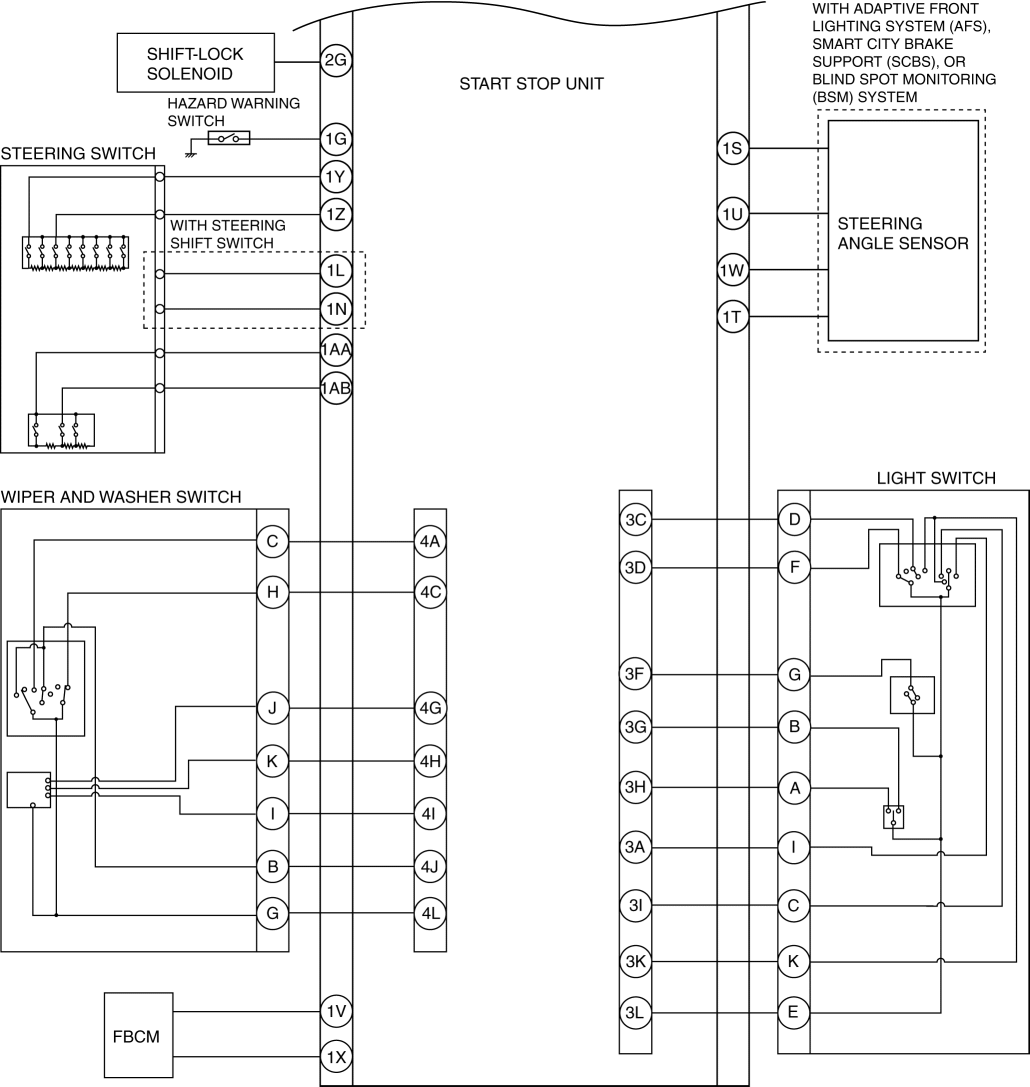 WITH ADAPTIVE FRONT
LIGHTING SYSTEM (AFS),
SMART CITY BRAKE
SUPPORT (SCBS), OR
BLIND SPOT MONITORING
(BSM) SYSTEM
SHIFT-LOCK
SOLENOID
2G
START STOP UNIT
HAZARD WARNING
SWITCH
1G
STEERING SWITCH
1Y
1Z
WITH STEERING
SHIFT SWITCH
1L
1N
1AA
1AB
1S
1U
1W
1T
STEERING
ANGLE SENSOR
WIPER AND WASHER SWITCH
C
4A
H
4C
J
4G
K
4H
I
4I
B
4J
G
4L
LIGHT SWITCH
3C
D
3D
F
3F
G
3G
B
3H
A
3A
I
3I
C
3K
K
3L
E
FBCM
1V
1X